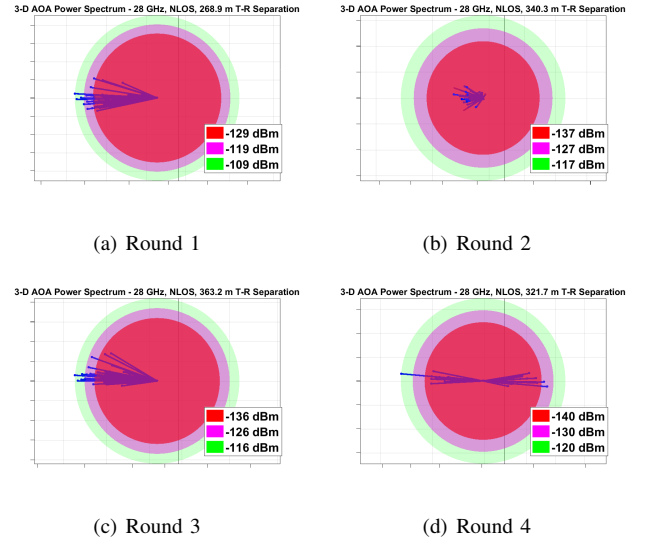 3-D AOA Power Spectrum - 28 GHz, NLOS, 268.9 m T-R Separation
-129 dBm
-119 dBm
-109 dBm
(a) Round 1
3-D AOA Power Spectrum - 28 GHz, NLOS, 340.3 m T-R Separation
-137 dBm
-127 dBm
-117 dBm
(b) Round 2
3-D AOA Power Spectrum - 28 GHz, NLOS, 363.2 m T-R Separation
-136 dBm
-126 dBm
-116 dBm
(c) Round 3
3-D AOA Power Spectrum - 28 GHz, NLOS, 321.7 m T-R Separation
-140 dBm
-130 dBm
-120 dBm
(d) Round 4